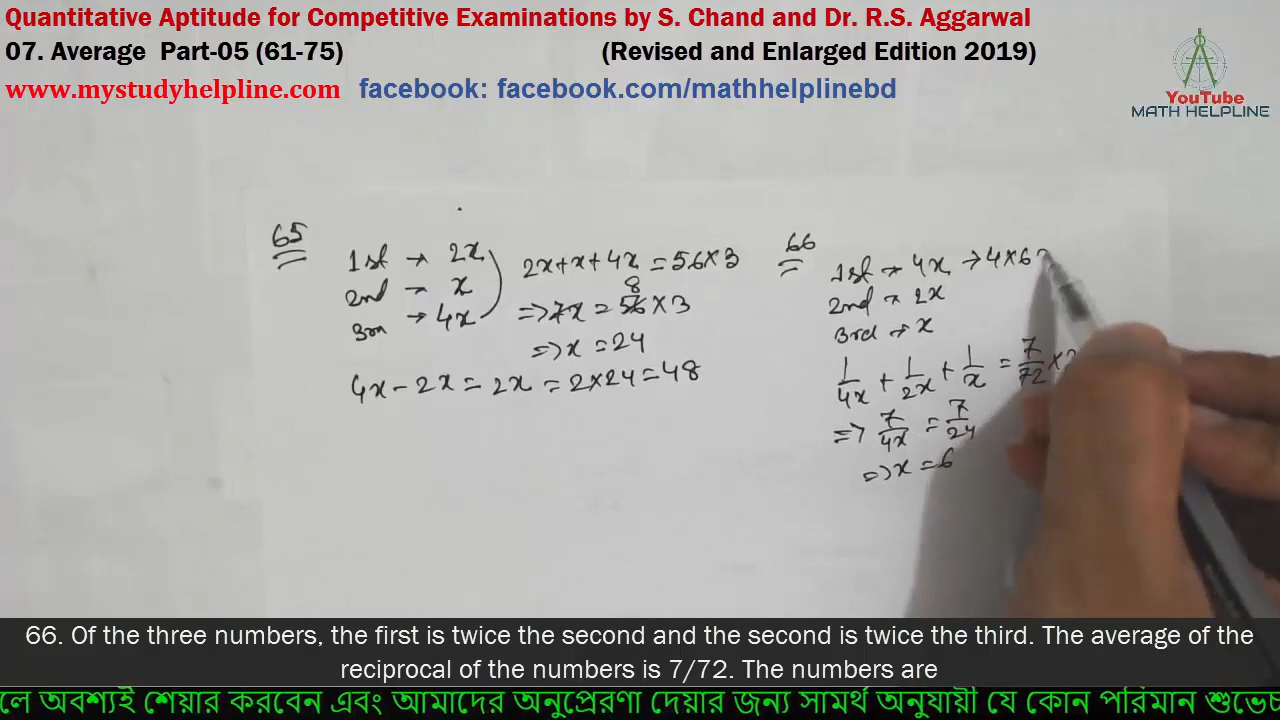 Quantitative Aptitude for Competitive Examinations by S. Chand and Dr. R.S. Aggarwal
07. Average Part-05 (61-75) (Revised and Enlarged Edition 2019)
www.mystudyhelpline.com facebook: facebook.com/mathhelplinebd
YouTube
MATH HELPLINE
65
1st → 2x
2nd → x
3rd → 4x
2x+x+4x = 56×3
⇒ 7x = 56×3
8
⇒ x = 24
4x - 2x = 2x = 2×24 = 48
66
1st → 4x → 4×6
2nd → 2x
3rd → x
1/4x + 1/2x + 1/x = 7/72 ×
⇒ 7/4x = 7/24
⇒ x = 6
66. Of the three numbers, the first is twice the second and the second is twice the third. The average of the
reciprocal of the numbers is 7/72. The numbers are
লে অবশ্যই শেয়ার করবেন এবং আমাদের অনুপ্রেরণা দেয়ার জন্য সামর্থ অনুযায়ী যে কোন পরিমান শুভেচ্